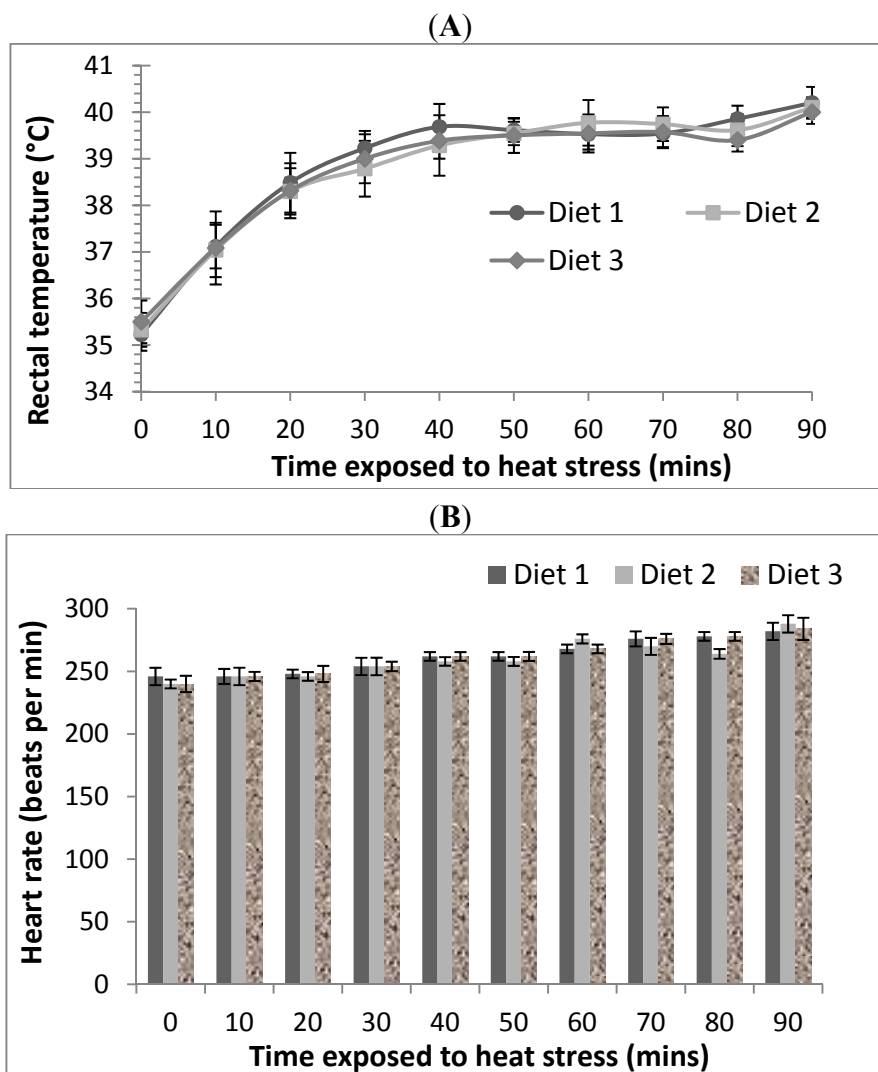 (A)
41
40
39
38
37
36
35
34
Rectal temperature (°C)
Diet 1 Diet 2
Diet 3
0 10 20 30 40 50 60 70 80 90
Time exposed to heat stress (mins)
(B)
Diet 1 Diet 2 Diet 3
300
250
200
150
100
50
0
Heart rate (beats per min)
0 10 20 30 40 50 60 70 80 90
Time exposed to heat stress (mins)